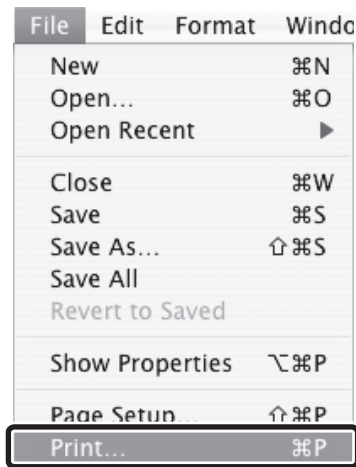 File Edit Format Windo
New ⌘N
Open... ⌘O
Open Recent ▶
Close ⌘W
Save ⌘S
Save As... ⇧⌘S
Save All
Revert to Saved
Show Properties ⌥⌘P
Page Setup... ⇧⌘P
Print... ⌘P